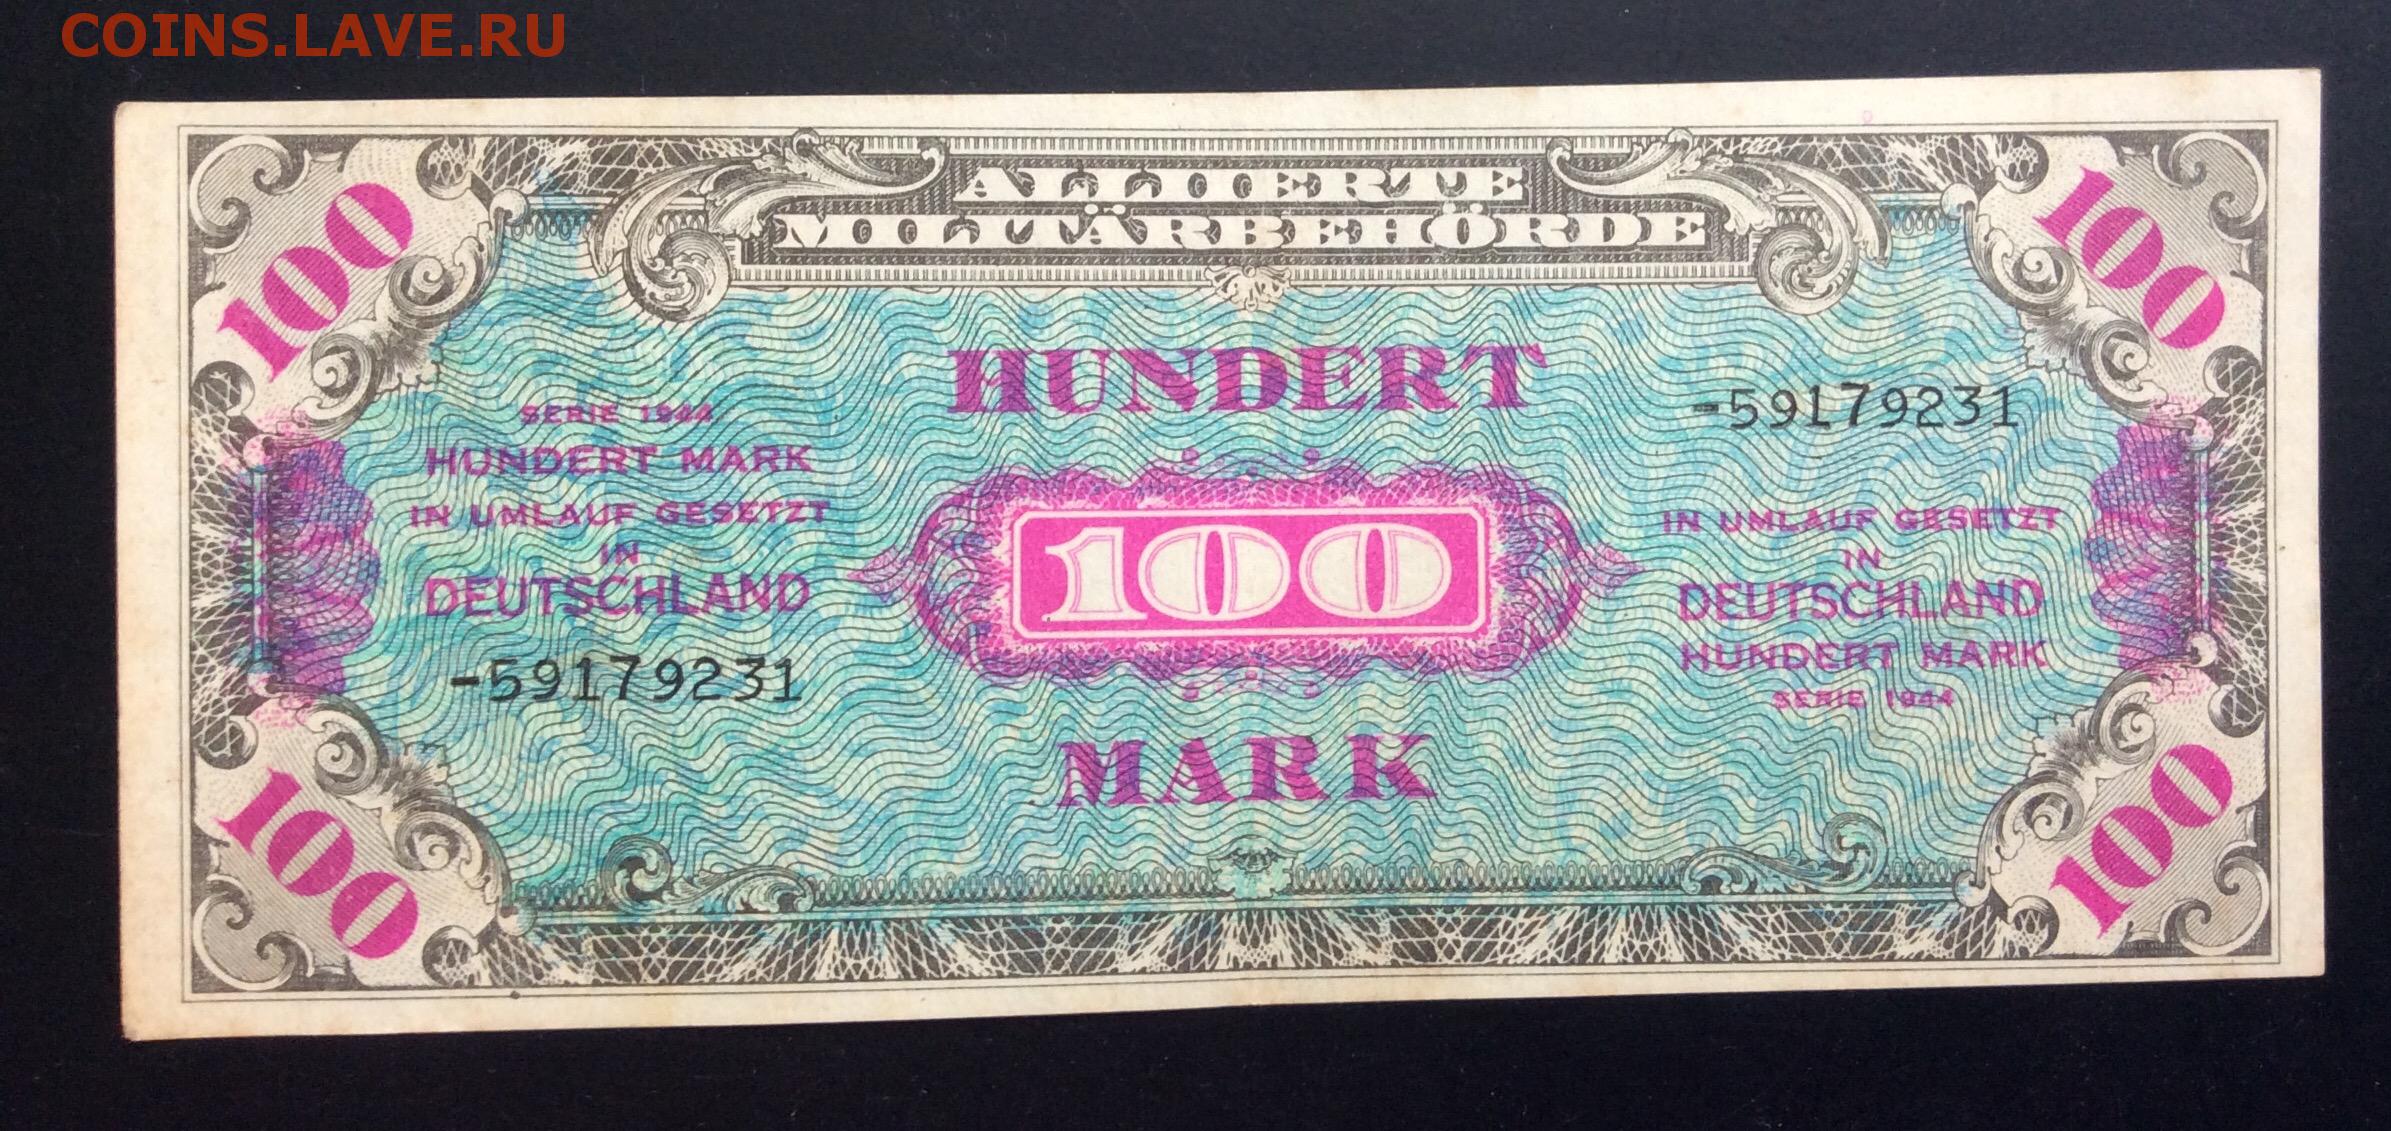 COINS.LAVE.RU
100
ALLIIERTE
MILITÄRBEHÖRDE
100
HUNDERT
-59179231
SERIE 1944
HUNDERT MARK
IN UMLAUF GESETZT
IN
DEUTSCHLAND
-59179231
100
IN UMLAUF GESETZT
IN
DEUTSCHLAND
HUNDERT MARK
SERIE 1944
MARK
100
100